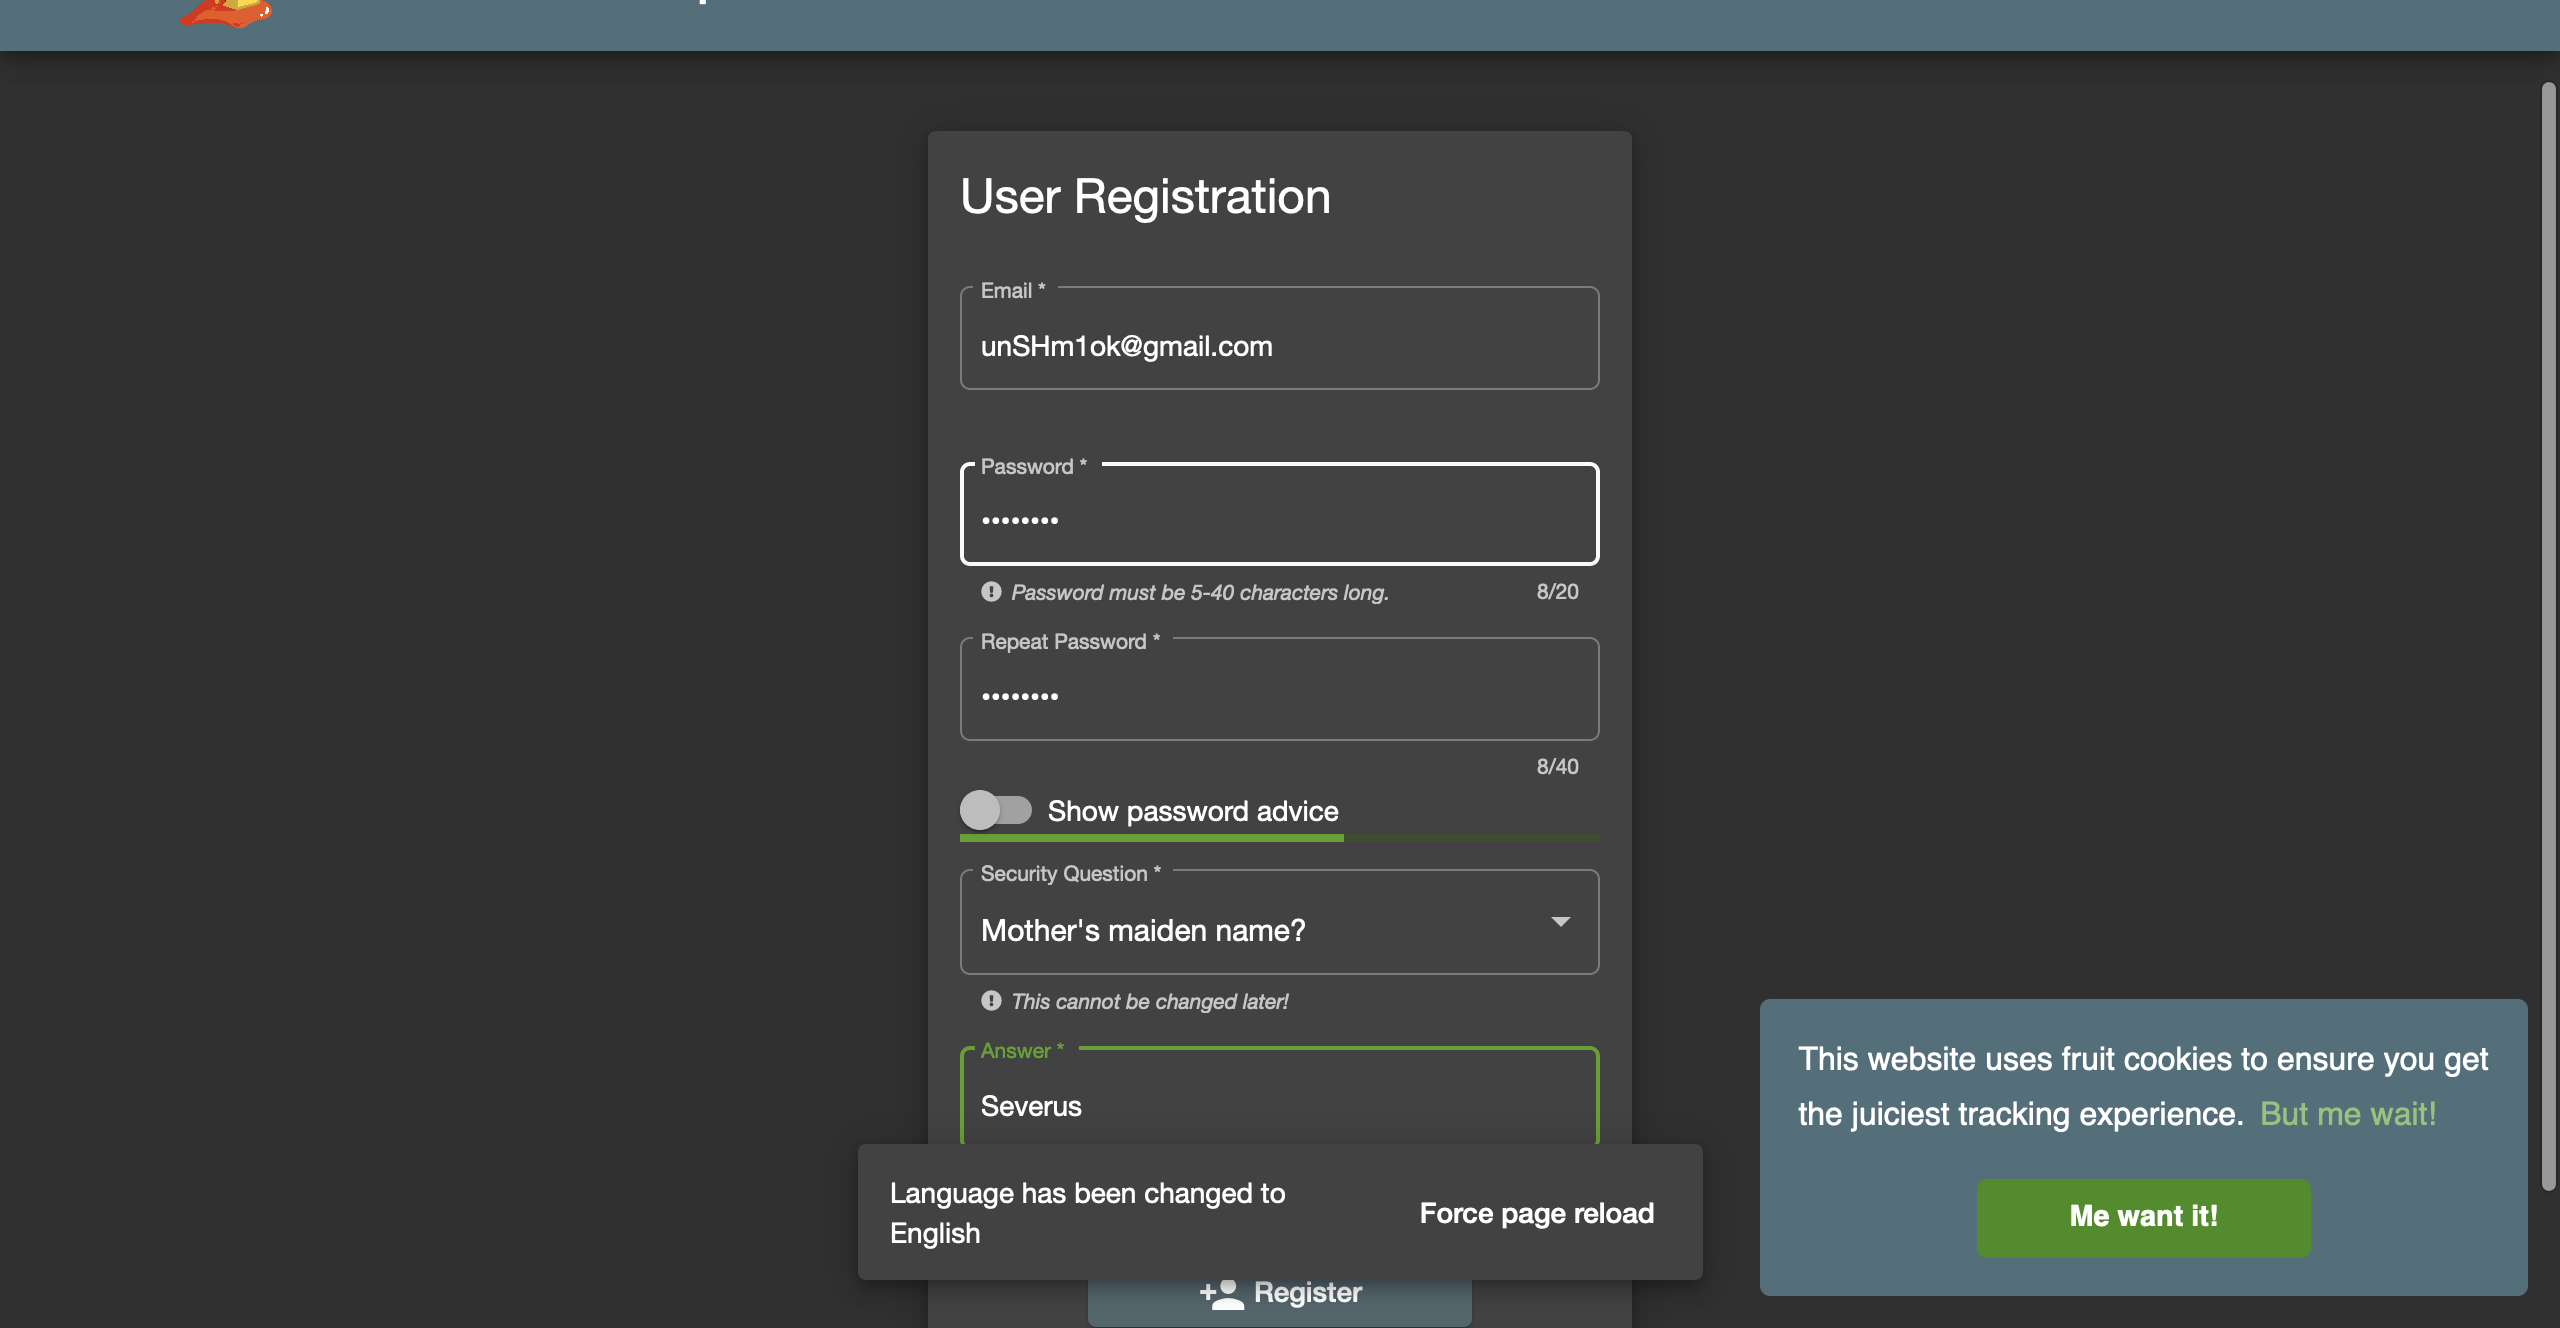 User Registration
Email *
unSHm1ok@gmail.com
Password *
••••••••
Password must be 5-40 characters long.
8/20
Repeat Password *
••••••••
8/40
Show password advice
Security Question *
Mother's maiden name?
This cannot be changed later!
Answer *
Severus
Language has been changed to
English
Force page reload
Register
This website uses fruit cookies to ensure you get
the juiciest tracking experience. But me wait!
Me want it!